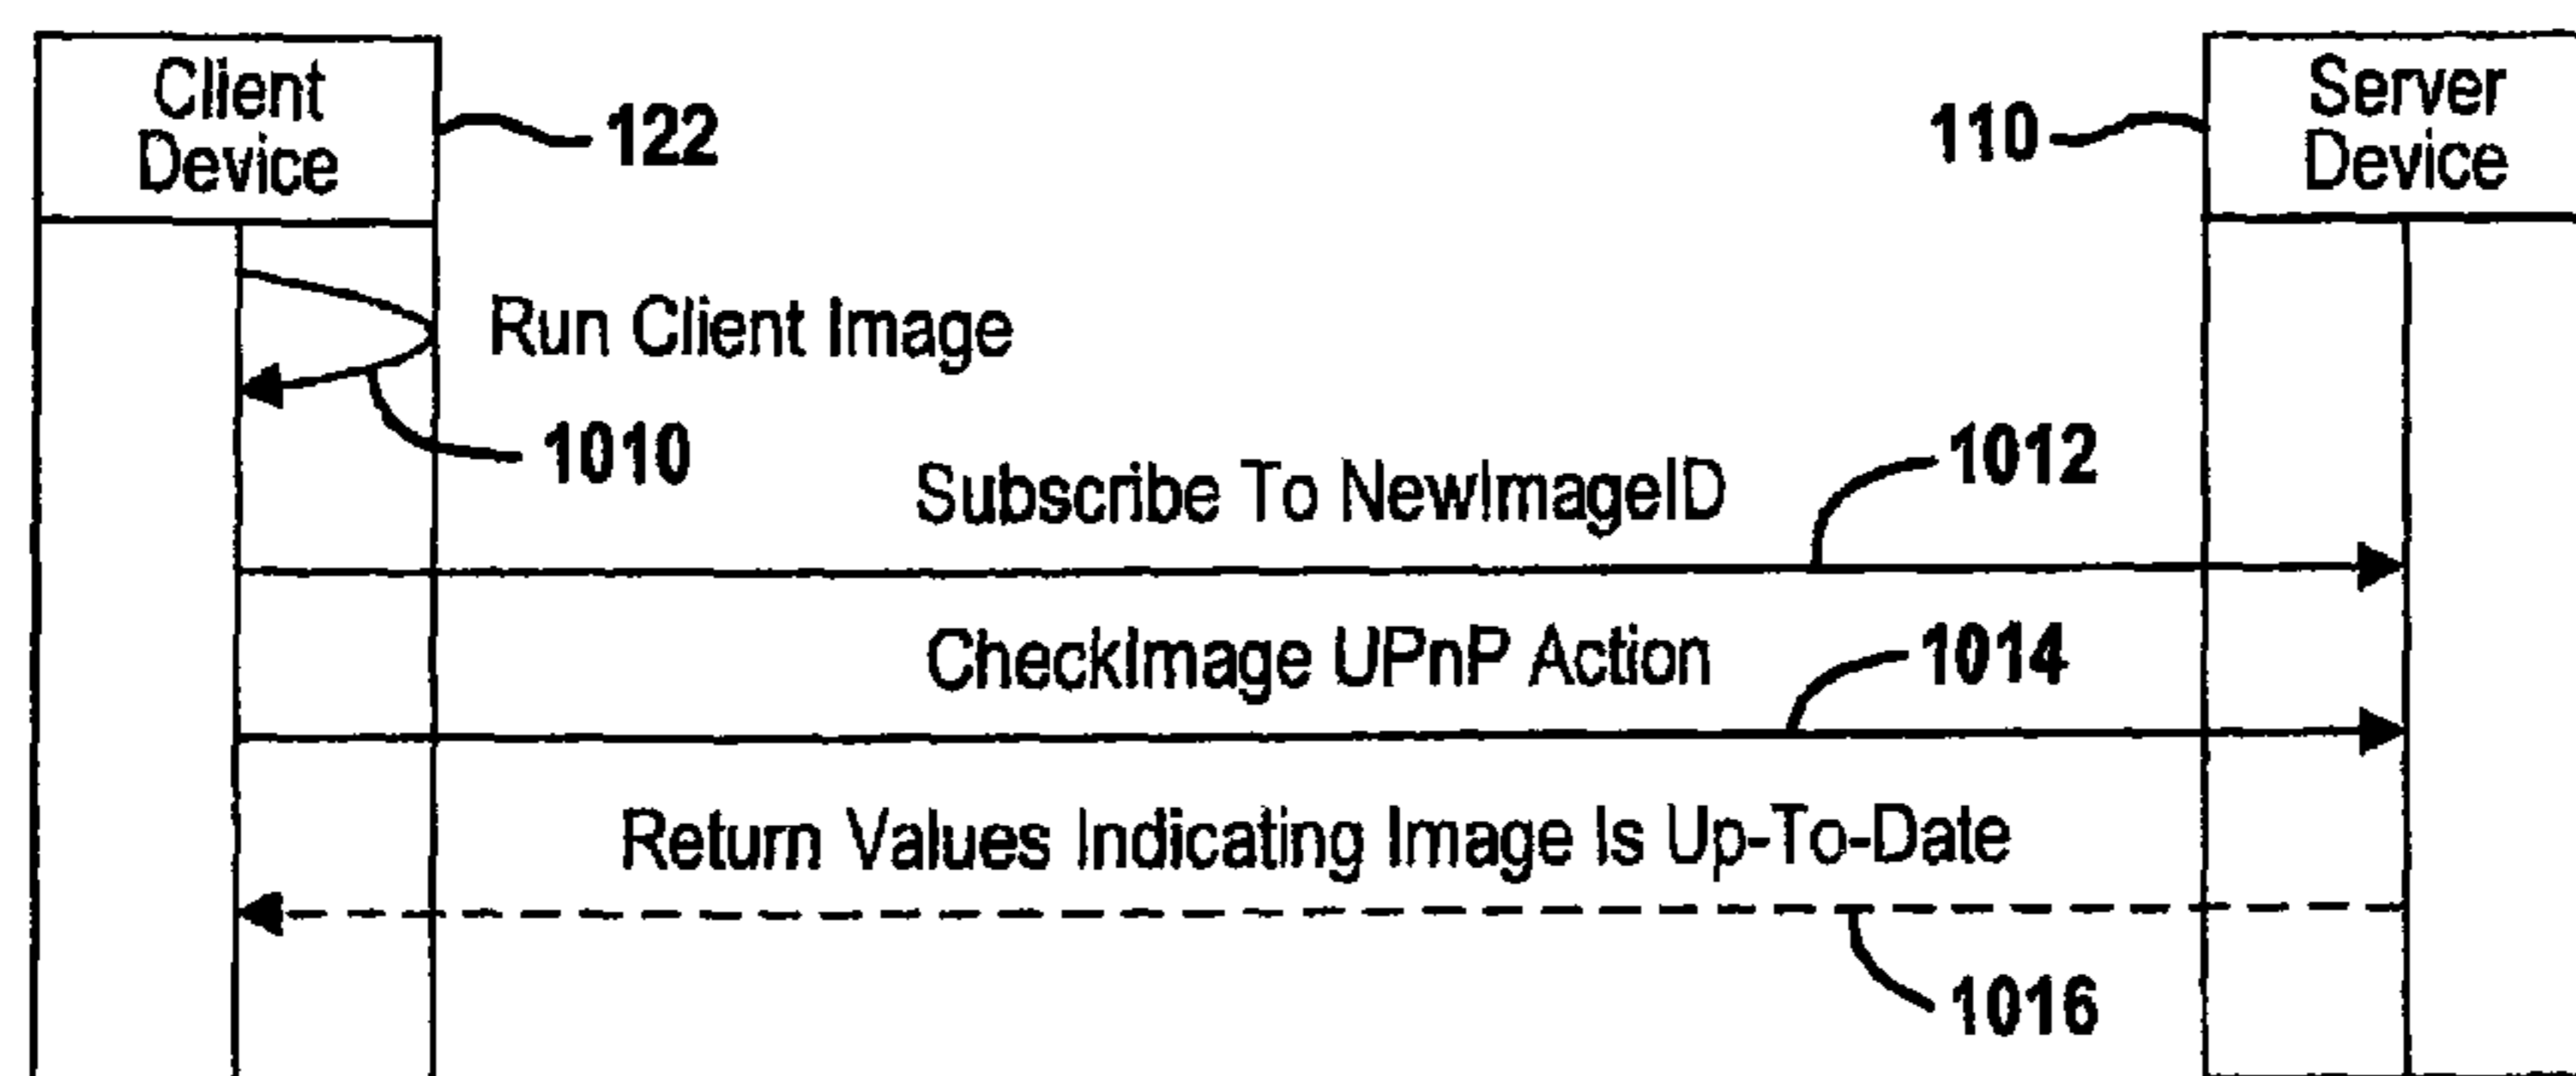 Client
Device
122
110
Server
Device
Run Client Image
1010
Subscribe To NewImageID
1012
CheckImage UPnP Action
1014
Return Values Indicating Image Is Up-To-Date
1016